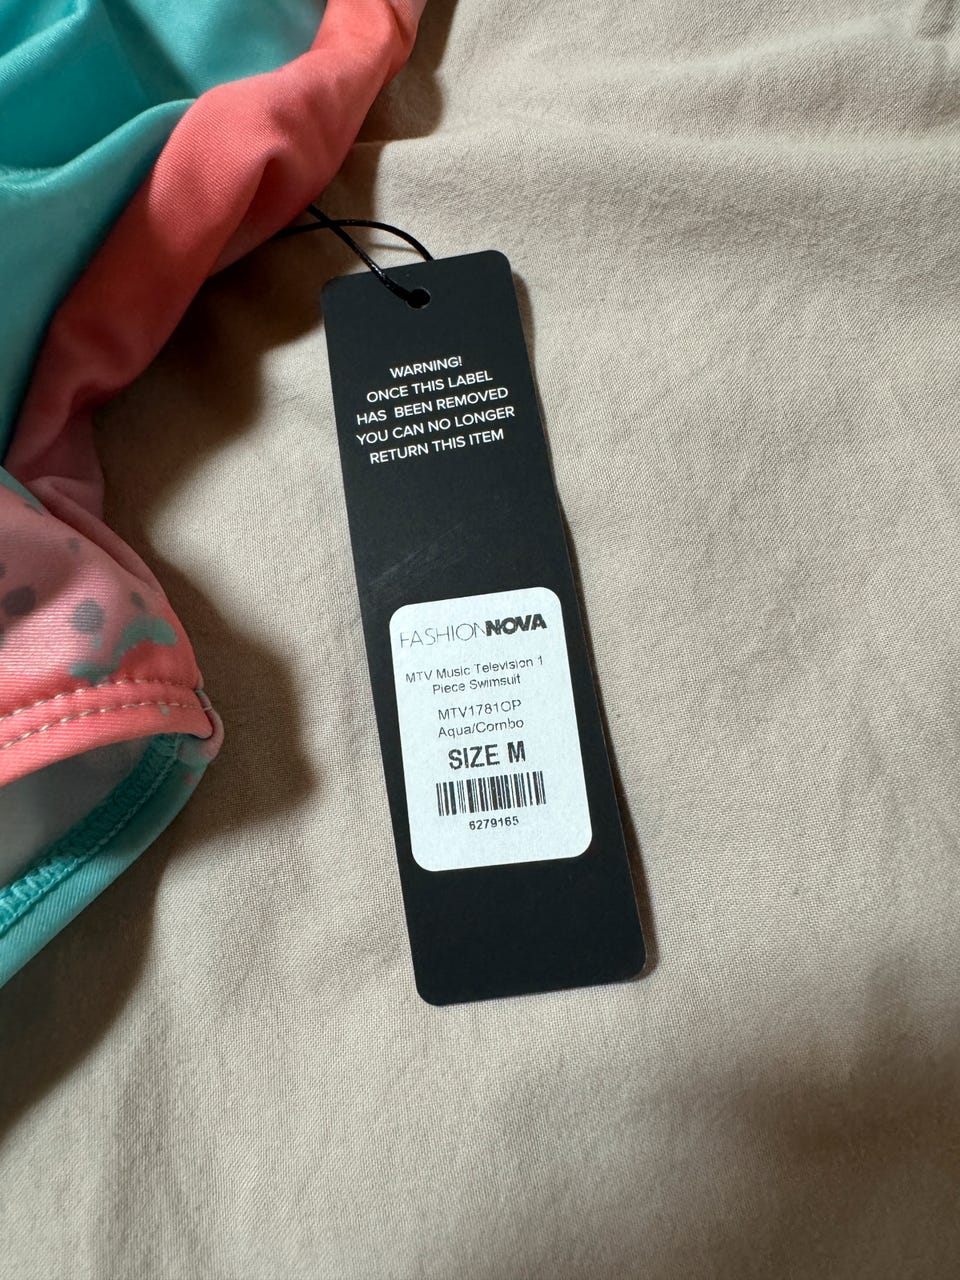 WARNING!
ONCE THIS LABEL
HAS BEEN REMOVED
YOU CAN NO LONGER
RETURN THIS ITEM
FASHIONNOVA
MTV Music Television 1
Piece Swimsuit
MTV1781OP
Aqua/Combo
SIZE M
6279165